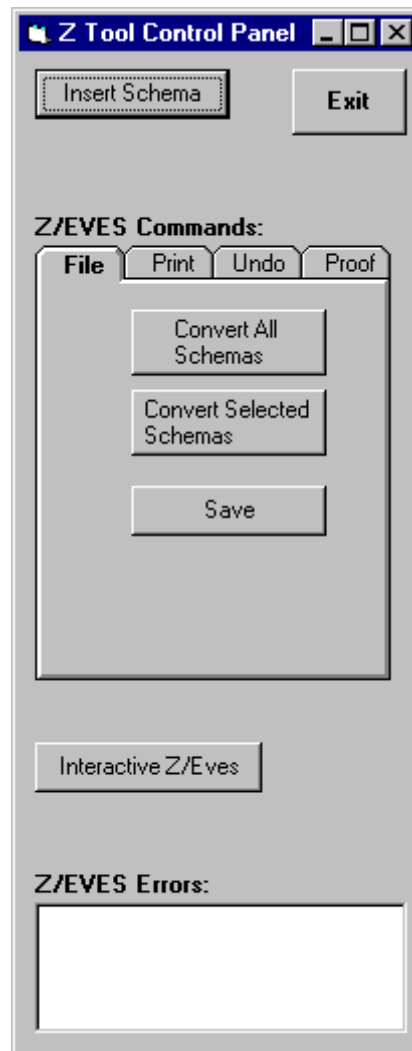 Z Tool Control Panel
Insert Schema
Exit
Z/EVES Commands:
File Print Undo Proof
Convert All
Schemas
Convert Selected
Schemas
Save
Interactive Z/Eves
Z/EVES Errors: